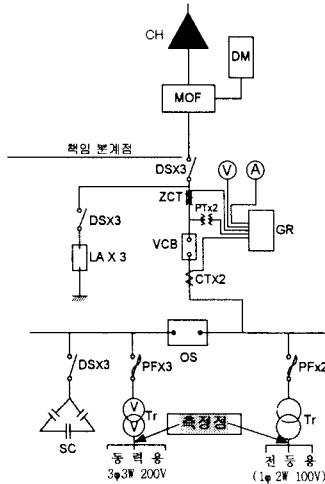 CH
DM
MOF
책임 분계점
DSX3
ZCT
V A
PTx2
DSX3
GR
VCB
LA X 3
CTx2
OS
DSX3
PFX3
PFx2
V
A
Tr
측정점
Tr
SC
동 력 용
전 등 용
3φ3W 200V
(1φ 2W 100V)